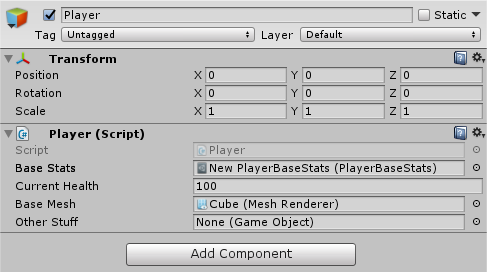 Player Static
Tag Untagged Layer Default
Transform
Position X 0 Y 0 Z 0
Rotation X 0 Y 0 Z 0
Scale X 1 Y 1 Z 1
Player (Script)
Script Player
Base Stats New PlayerBaseStats (PlayerBaseStats)
Current Health 100
Base Mesh Cube (Mesh Renderer)
Other Stuff None (Game Object)
Add Component